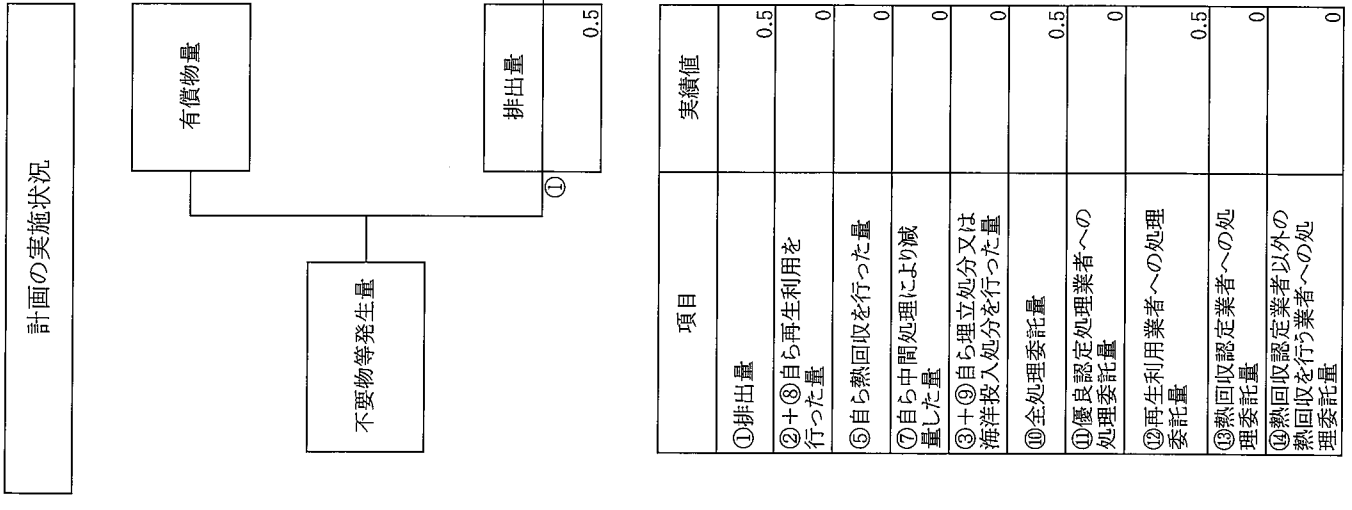 計画の実施状況
有償物量
不要物等発生量
排出量
①
0.5
項目
実績値
①排出量
0.5
②＋⑧自ら再生利用を
行った量
0
⑤自ら熱回収を行った量
0
⑦自ら中間処理により減
量した量
0
③＋⑨自ら埋立処分又は
海洋投入処分を行った量
0
⑩全処理委託量
0.5
⑪優良認定処理業者への
処理委託量
0
⑫再生利用業者への処理
委託量
0.5
⑬熱回収認定業者への処
理委託量
0
⑭熱回収認定業者以外の
熱回収を行う業者への処
理委託量
0